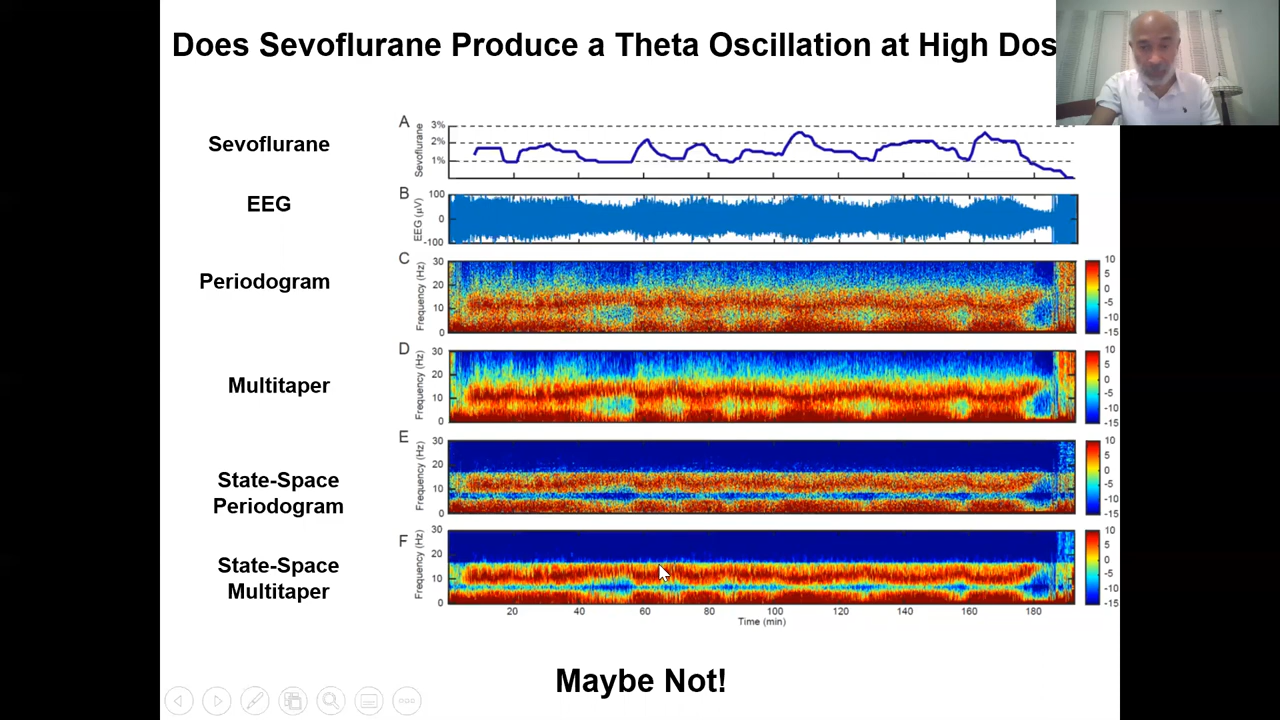 Does Sevoflurane Produce a Theta Oscillation at High Dos
A
Sevoflurane
Sevoflurane
3%
2%
1%
B
EEG
EEG (µV)
100
0
-100
C
Periodogram
Frequency (Hz)
30
20
10
0
10
5
0
-5
-10
-15
D
Multitaper
Frequency (Hz)
30
20
10
0
10
5
0
-5
-10
-15
E
State-Space
Periodogram
Frequency (Hz)
30
20
10
0
10
5
0
-5
-10
-15
F
State-Space
Multitaper
Frequency (Hz)
30
20
10
0
10
5
0
-5
-10
-15
20 40 60 80 100 120 140 160 180
Time (min)
Maybe Not!